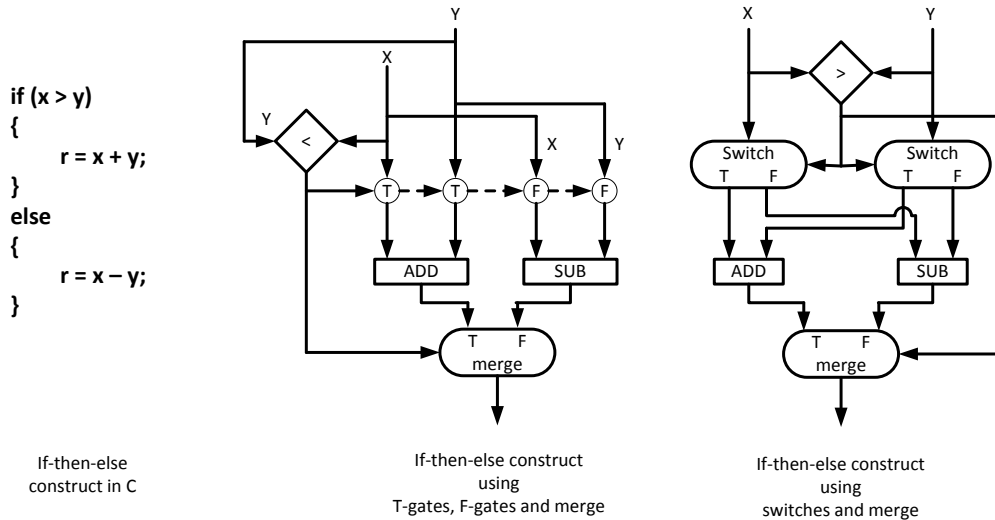 if (x > y)
{
r = x + y;
}
else
{
r = x – y;
}
If-then-else
construct in C
Y
X
Y
<
X
Y
T
T
F
F
ADD
SUB
T F
merge
If-then-else construct
using
T-gates, F-gates and merge
X
Y
>
Switch
T F
Switch
T F
ADD
SUB
T F
merge
If-then-else construct
using
switches and merge